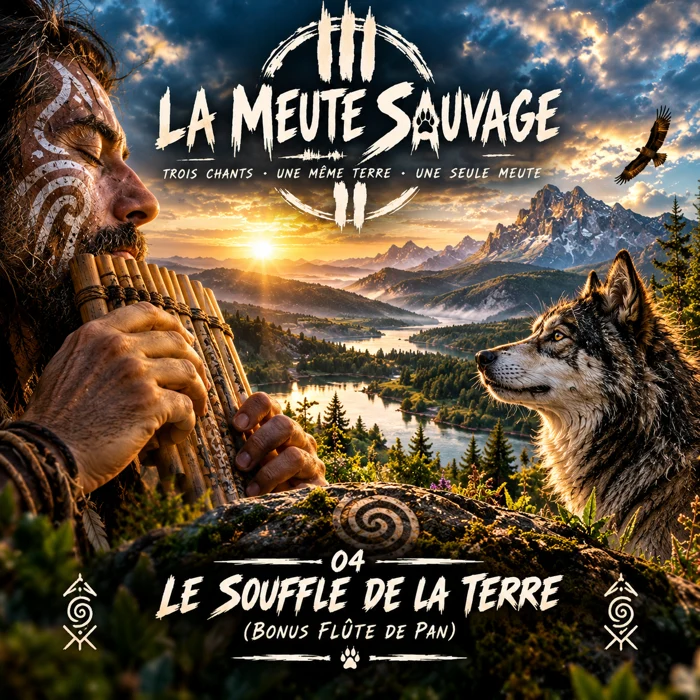 LA MEUTE SAUVAGE
TROIS CHANTS • UNE MÊME TERRE • UNE SEULE MEUTE
04
LE SOUFFLE DE LA TERRE
(BONUS FLÛTE DE PAN)